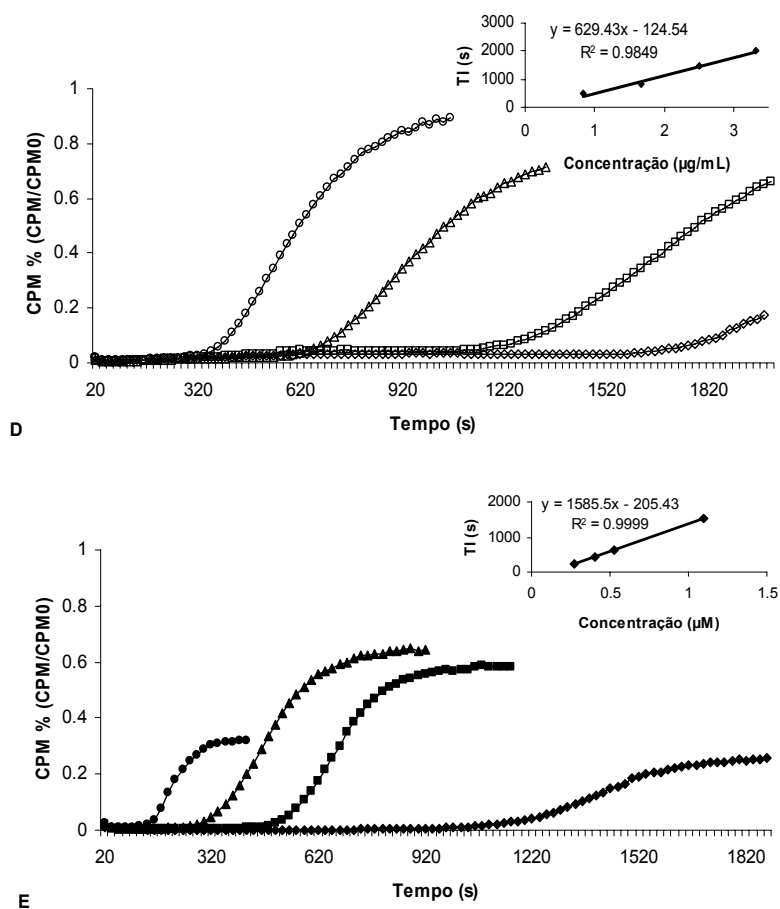 3000
2000
1000
0
TI (s)
y = 629.43x - 124.54
R² = 0.9849
0 1 2 3
Concentração (µg/mL)
1
0.8
0.6
0.4
0.2
0
CPM % (CPM/CPM0)
20 320 620 920 1220 1520 1820
Tempo (s)
D
2000
1000
0
TI (s)
y = 1585.5x - 205.43
R² = 0.9999
0 0.5 1 1.5
Concentração (µM)
1
0.8
0.6
0.4
0.2
0
CPM % (CPM/CPM0)
20 320 620 920 1220 1520 1820
Tempo (s)
E